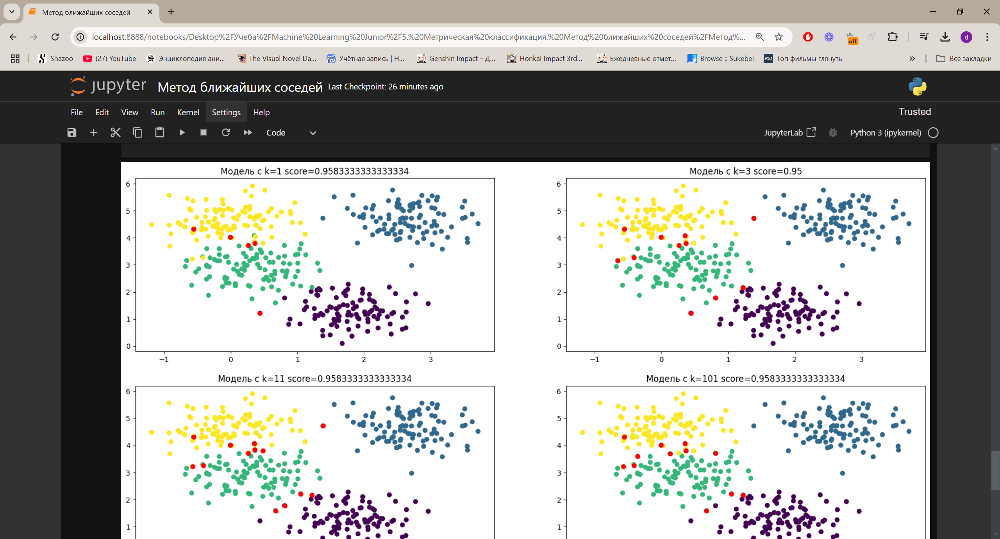 Метод ближайших соседей
localhost:8888/notebooks/Desktop%2FУчеба%2FMachine%20Learning%20Junior%2F5.%20Метрическая%20классификация.%20Метод%20ближайших%20соседей%2FМетод%...
off
d
Shazoo
(27) YouTube
Энциклопедия ани...
The Visual Novel Da...
Учётная запись | H...
Genshin Impact – Д...
Honkai Impact 3rd...
Ежедневные отмет...
Browse :: Sukebei
Топ фильмы глянуть
Все закладки
jupyter Метод ближайших соседей Last Checkpoint: 26 minutes ago
File Edit View Run Kernel Settings Help
Trusted
Code
JupyterLab
Python 3 (ipykernel)
Модель с k=1 score=0.9583333333333334
6
5
4
3
2
1
0
−1 0 1 2 3
Модель с k=3 score=0.95
6
5
4
3
2
1
0
−1 0 1 2 3
Модель с k=11 score=0.9583333333333334
6
5
4
3
2
1
Модель с k=101 score=0.9583333333333334
6
5
4
3
2
1